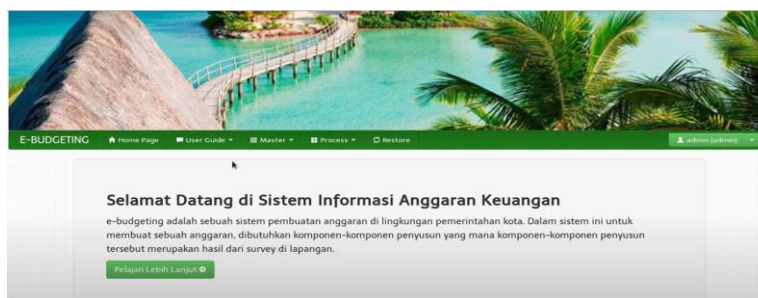 E-BUDGETING Home Page User Guide Master Process Restore admin (admin)
Selamat Datang di Sistem Informasi Anggaran Keuangan
e-budgeting adalah sebuah sistem pembuatan anggaran di lingkungan pemerintahan kota. Dalam sistem ini untuk
membuat sebuah anggaran, dibutuhkan komponen-komponen penyusun yang mana komponen-komponen penyusun
tersebut merupakan hasil dari survey di lapangan.
Pelajari Lebih Lanjut